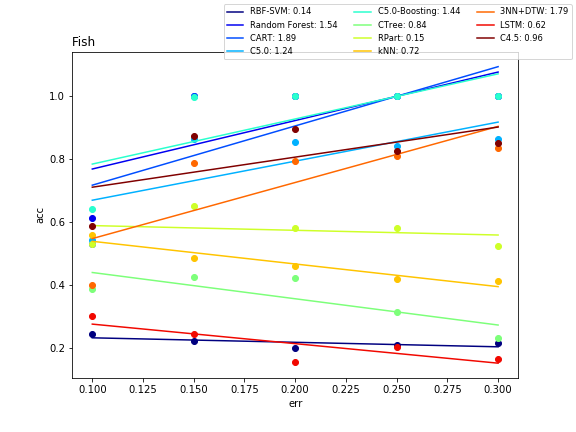 RBF-SVM: 0.14
Random Forest: 1.54
CART: 1.89
C5.0: 1.24
C5.0-Boosting: 1.44
CTree: 0.84
RPart: 0.15
kNN: 0.72
3NN+DTW: 1.79
LSTM: 0.62
C4.5: 0.96
Fish
acc
1.0
0.8
0.6
0.4
0.2
0.100 0.125 0.150 0.175 0.200 0.225 0.250 0.275 0.300
err